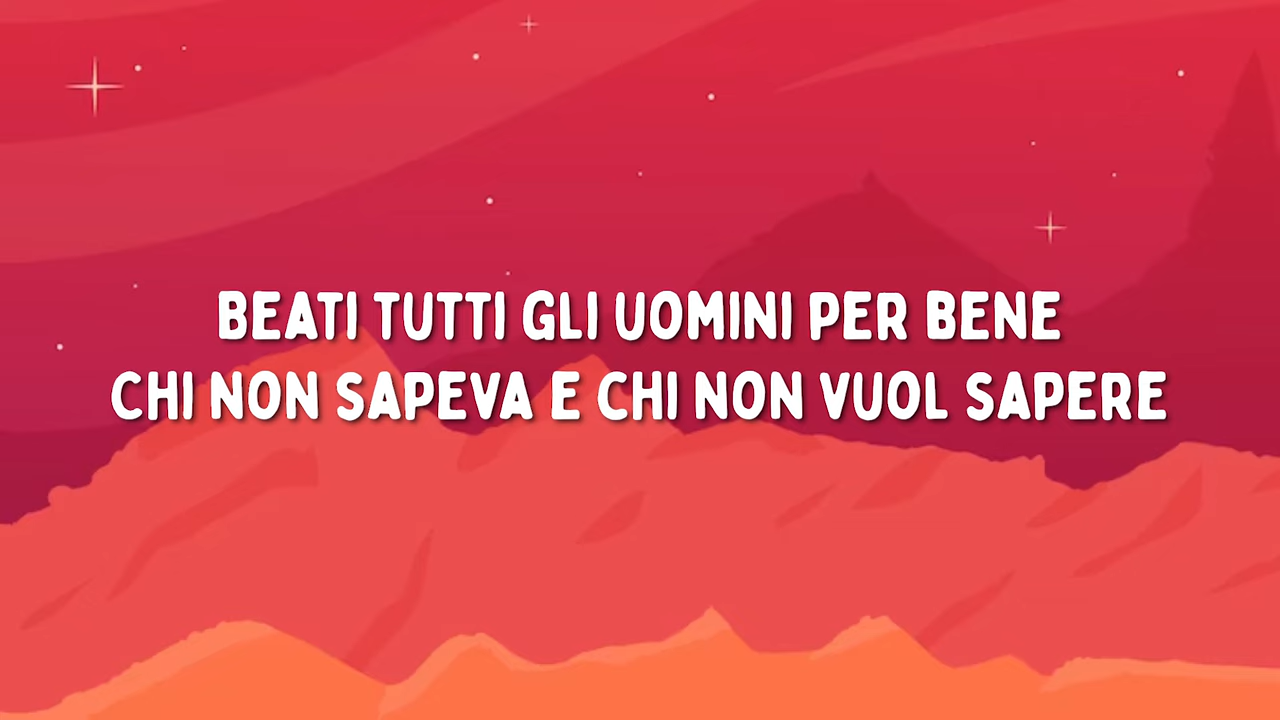 BEATI TUTTI GLI UOMINI PER BENE
CHI NON SAPEVA E CHI NON VUOL SAPERE